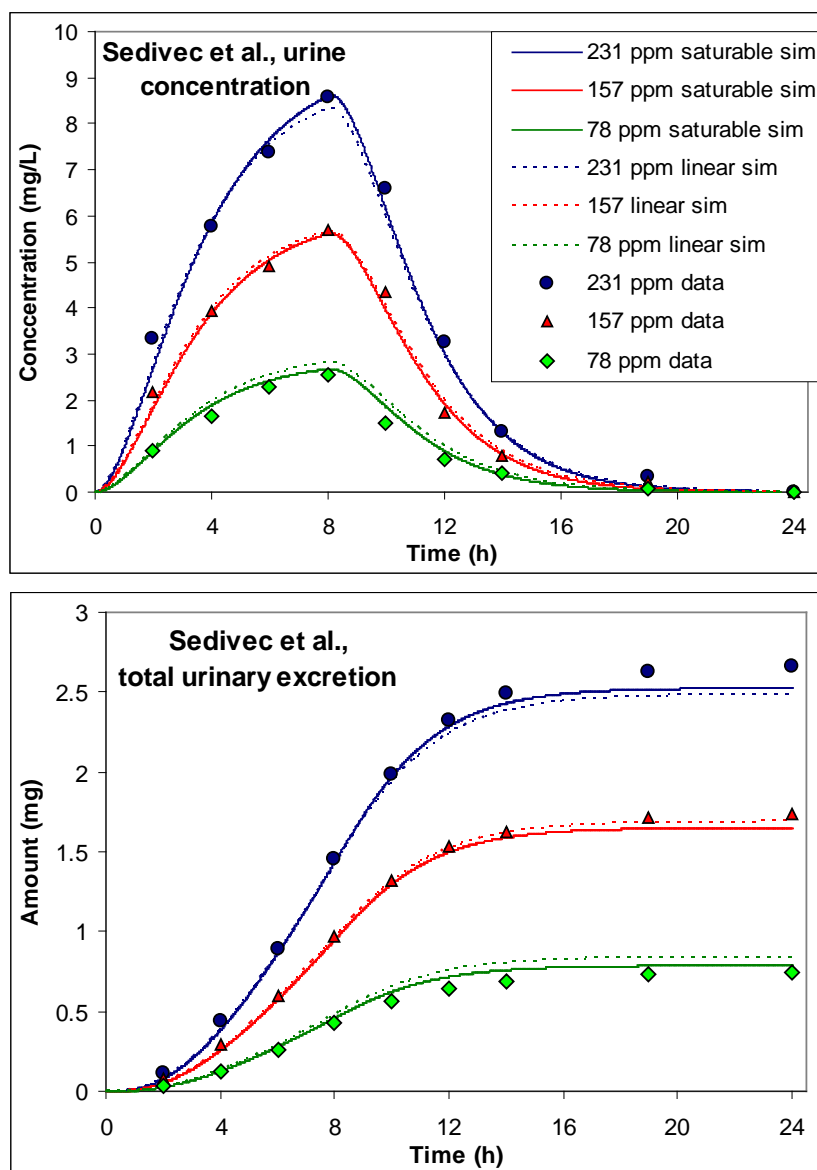 Sedivec et al., urine
concentration
231 ppm saturable sim
157 ppm saturable sim
78 ppm saturable sim
231 ppm linear sim
157 linear sim
78 ppm linear sim
231 ppm data
157 ppm data
78 ppm data
Conccentration (mg/L)
10
9
8
7
6
5
4
3
2
1
0
0 4 8 12 16 20 24
Time (h)
Sedivec et al.,
total urinary excretion
Amount (mg)
3
2.5
2
1.5
1
0.5
0
0 4 8 12 16 20 24
Time (h)